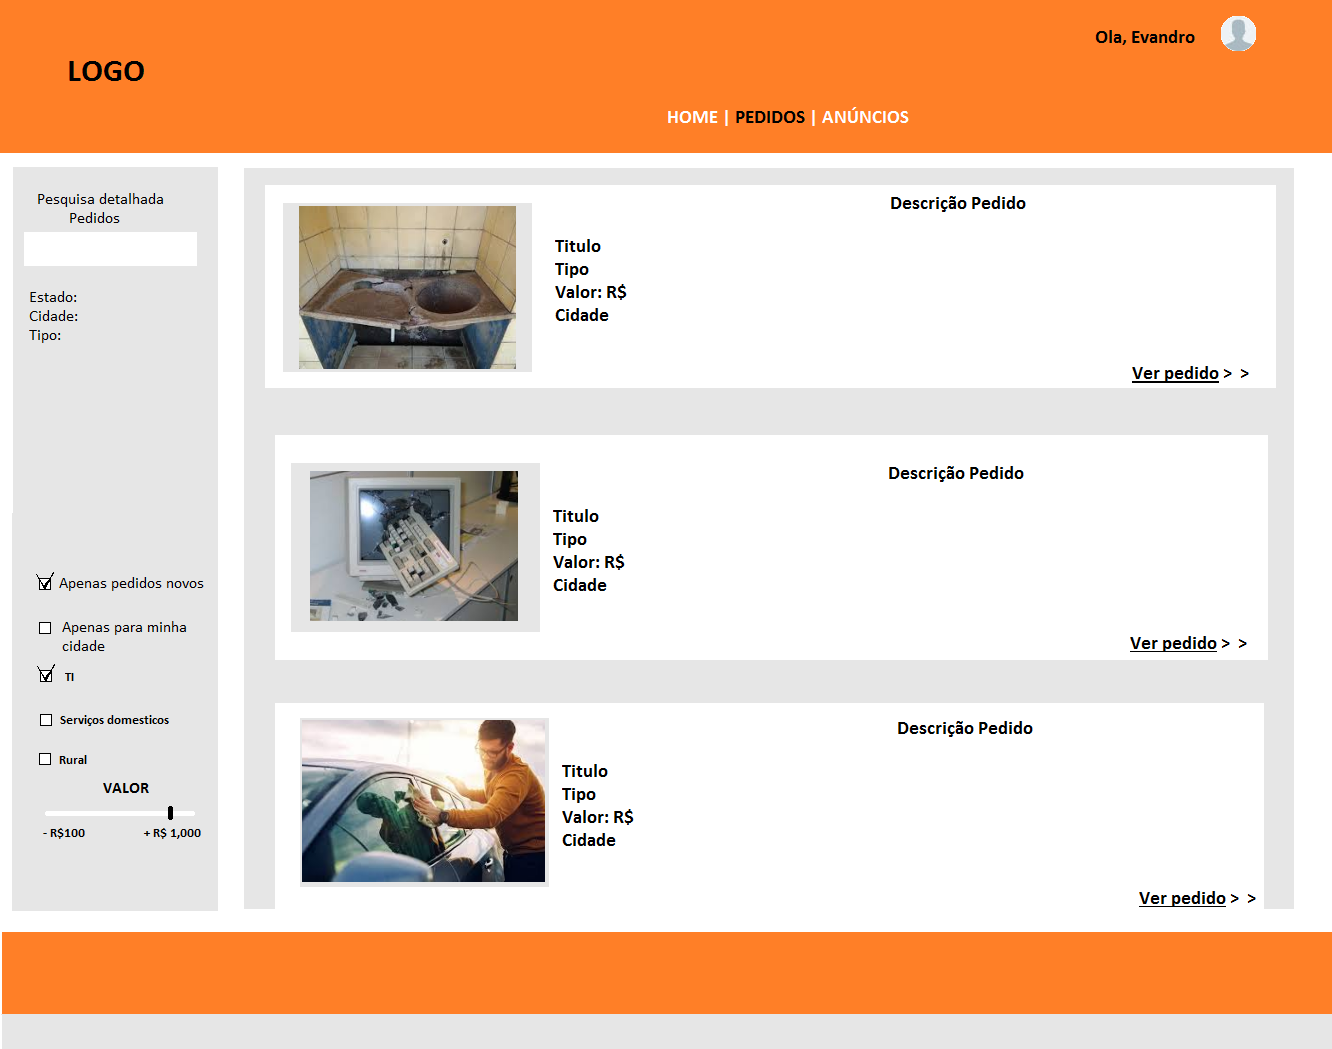 Ola, Evandro
LOGO
HOME | PEDIDOS | ANÚNCIOS
Pesquisa detalhada
Pedidos
Estado:
Cidade:
Tipo:
Apenas pedidos novos
Apenas para minha
cidade
TI
Serviços domesticos
Rural
VALOR
- R$100
+ R$ 1,000
Descrição Pedido
Titulo
Tipo
Valor: R$
Cidade
Ver pedido > >
Descrição Pedido
Titulo
Tipo
Valor: R$
Cidade
Ver pedido > >
Descrição Pedido
Titulo
Tipo
Valor: R$
Cidade
Ver pedido > >